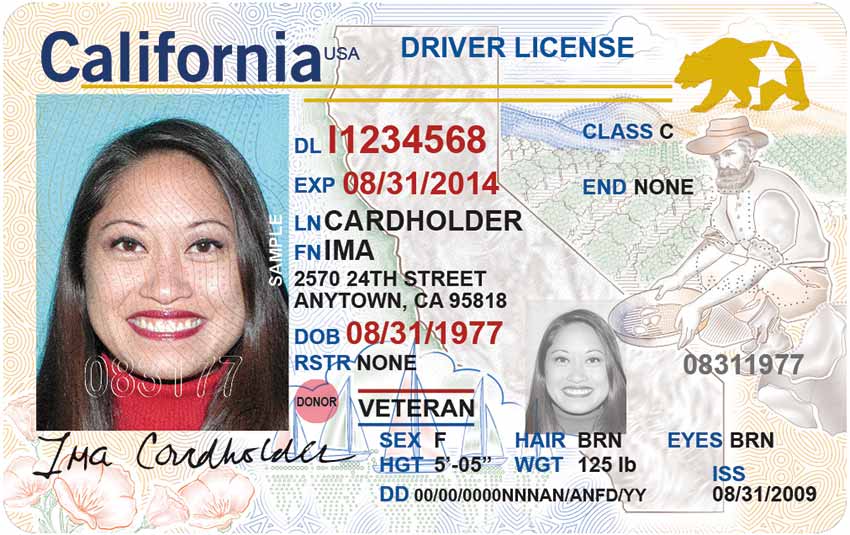 California USA DRIVER LICENSE
SAMPLE
DL I1234568
CLASS C
EXP 08/31/2014
END NONE
LN CARDHOLDER
FN IMA
2570 24TH STREET
ANYTOWN, CA 95818
DOB 08/31/1977
RSTR NONE
08311977
083177
DONOR
VETERAN
SEX F HAIR BRN EYES BRN
HGT 5'-05" WGT 125 lb
ISS
DD 00/00/0000NNNAN/ANFD/YY 08/31/2009
Ima Cardholder